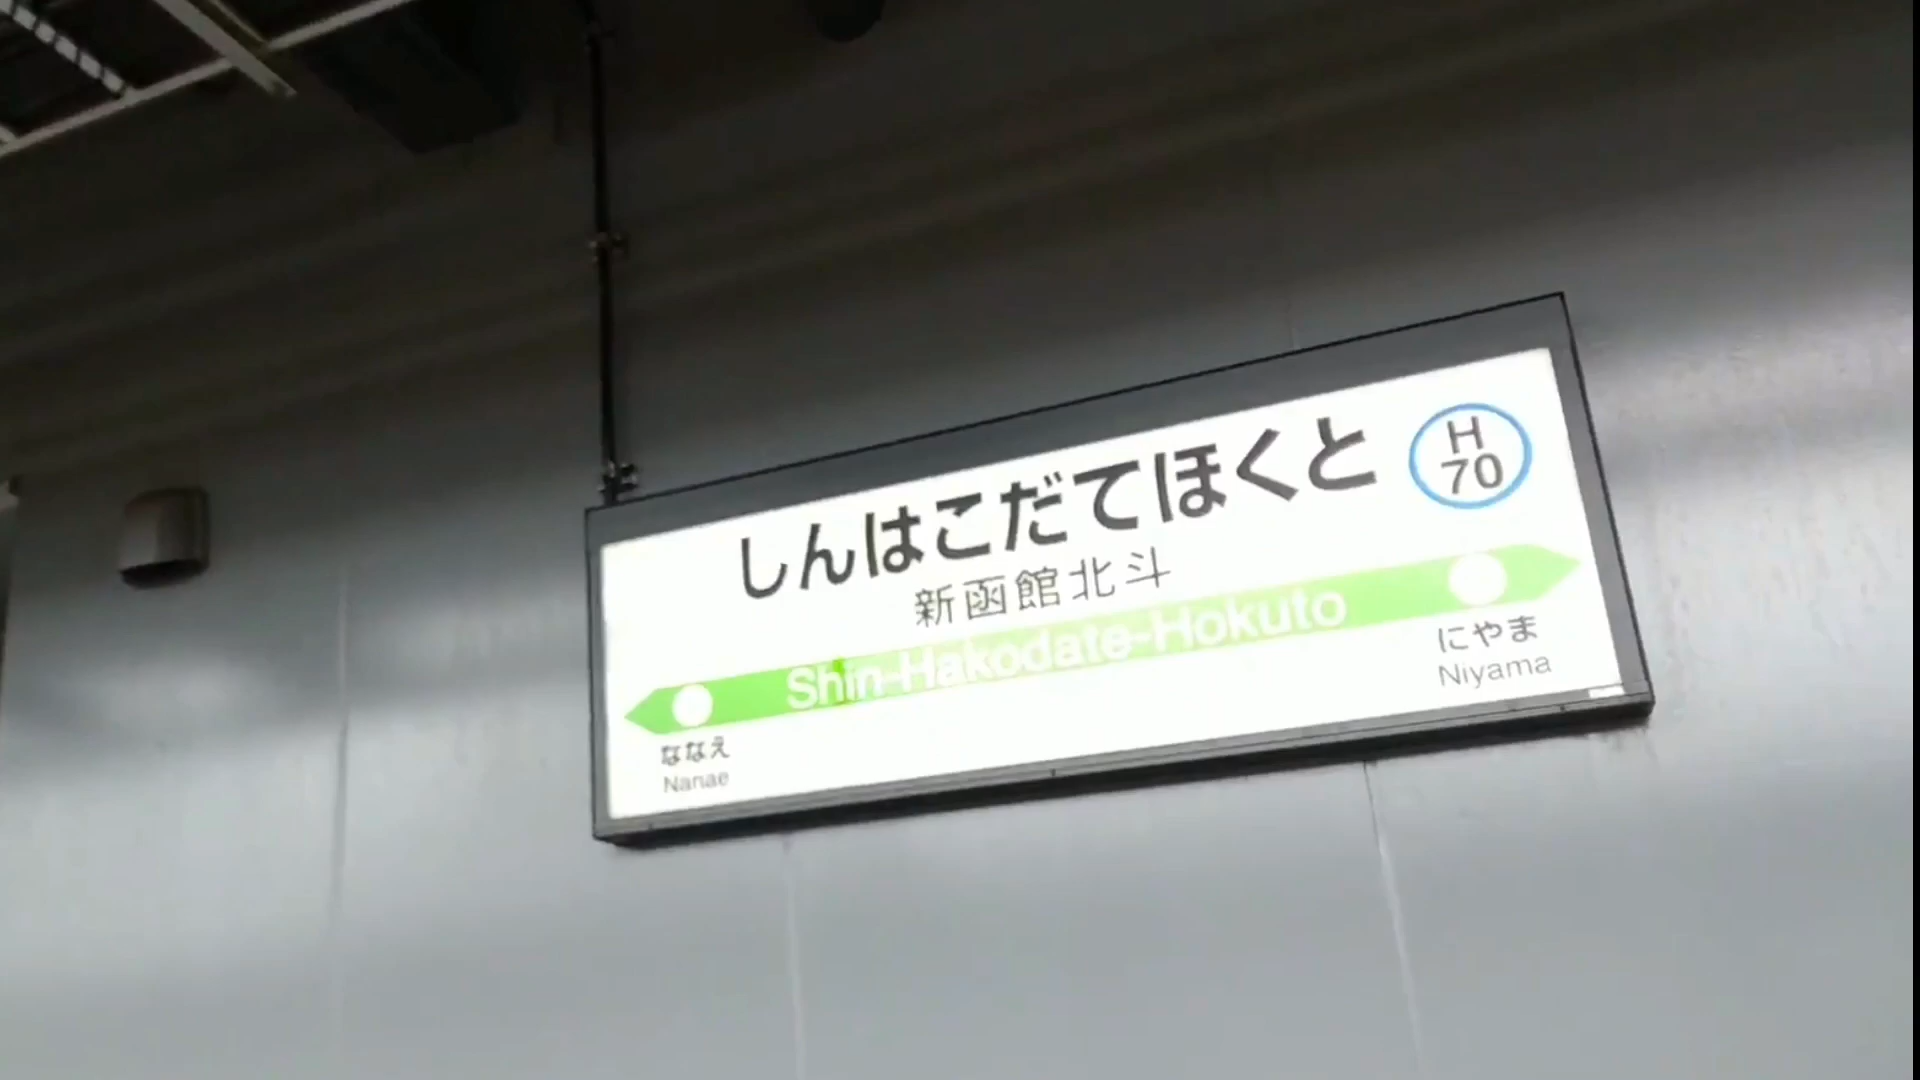 しんはこだてほくと
H
70
新函館北斗
Shin-Hakodate-Hokuto
ななえ
Nanae
にやま
Niyama